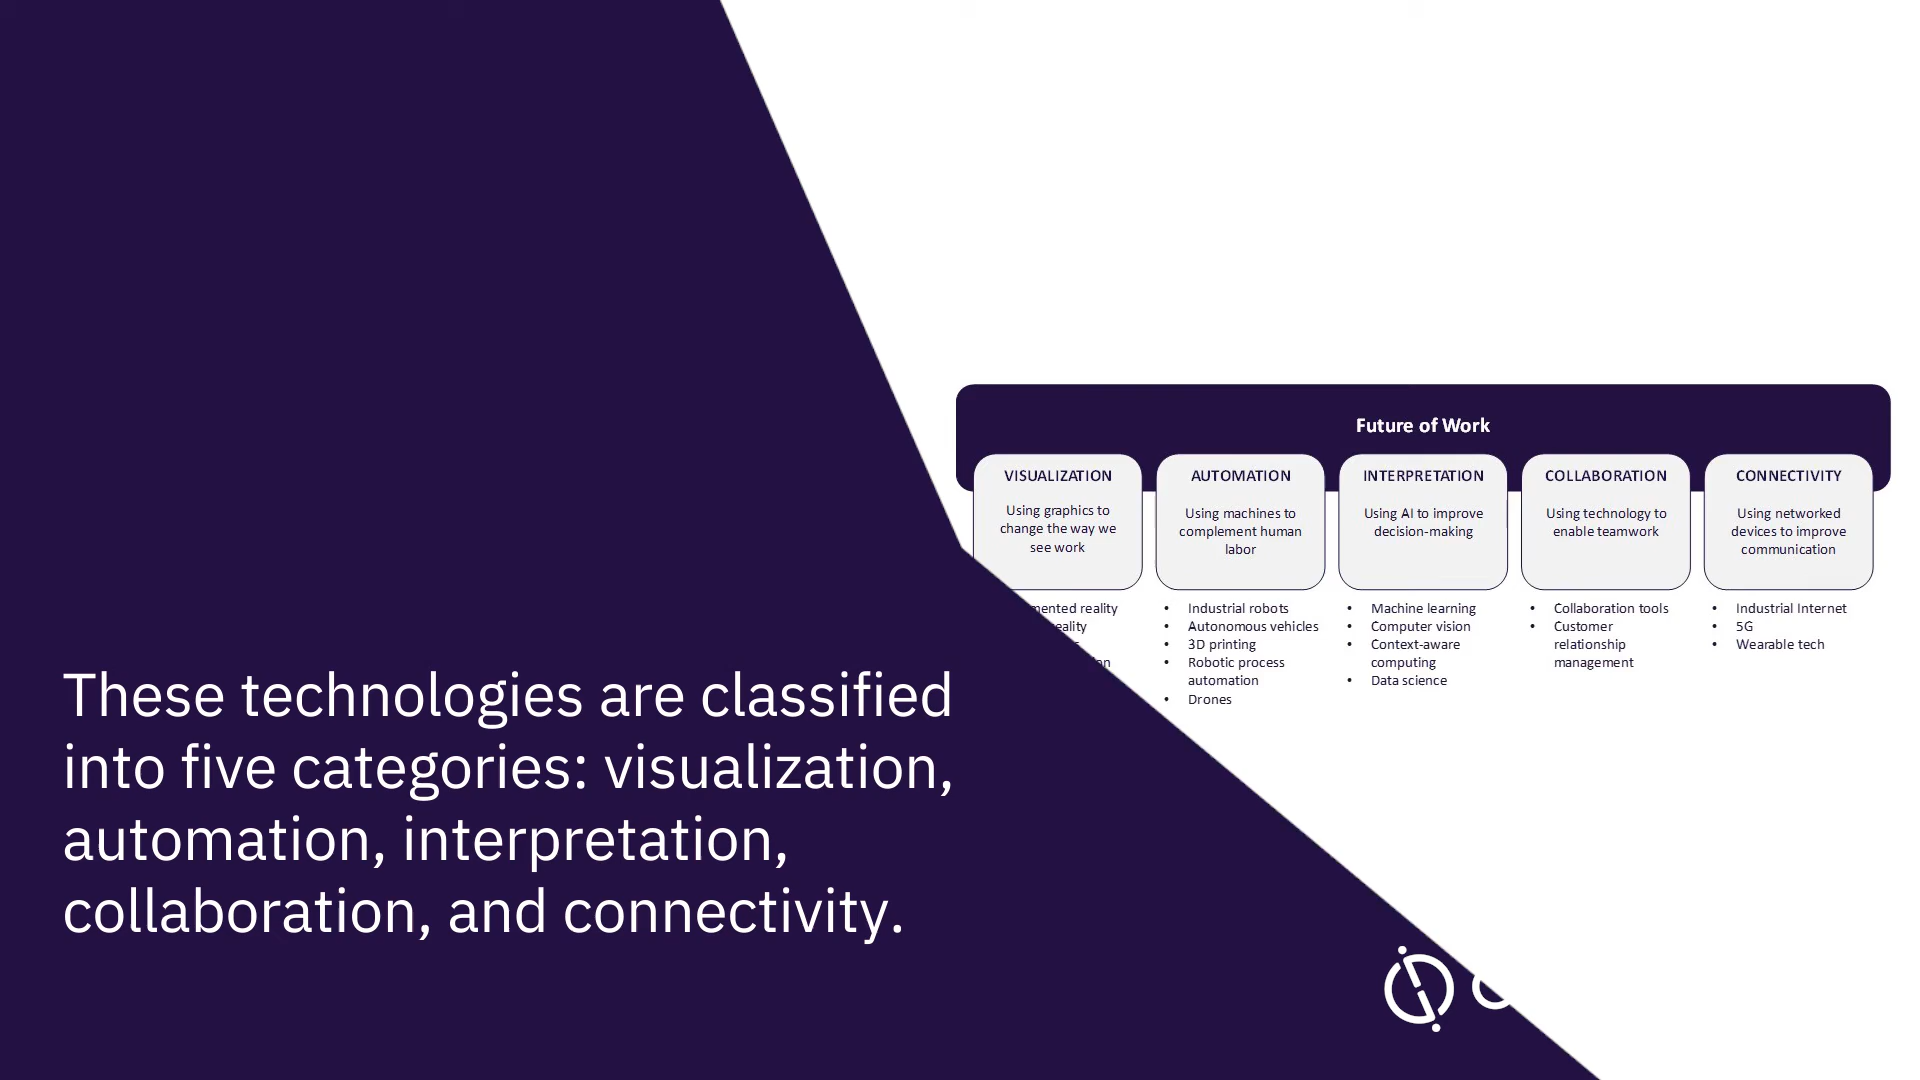 These technologies are classified
into five categories: visualization,
automation, interpretation,
collaboration, and connectivity.
Future of Work
VISUALIZATION
Using graphics to
change the way we
see work
reality
AUTOMATION
Using machines to
complement human
labor
• Industrial robots
• Autonomous vehicles
• 3D printing
• Robotic process
automation
• Drones
INTERPRETATION
Using AI to improve
decision-making
• Machine learning
• Computer vision
• Context-aware
computing
• Data science
COLLABORATION
Using technology to
enable teamwork
• Collaboration tools
• Customer
relationship
management
CONNECTIVITY
Using networked
devices to improve
communication
• Industrial Internet
• 5G
• Wearable tech